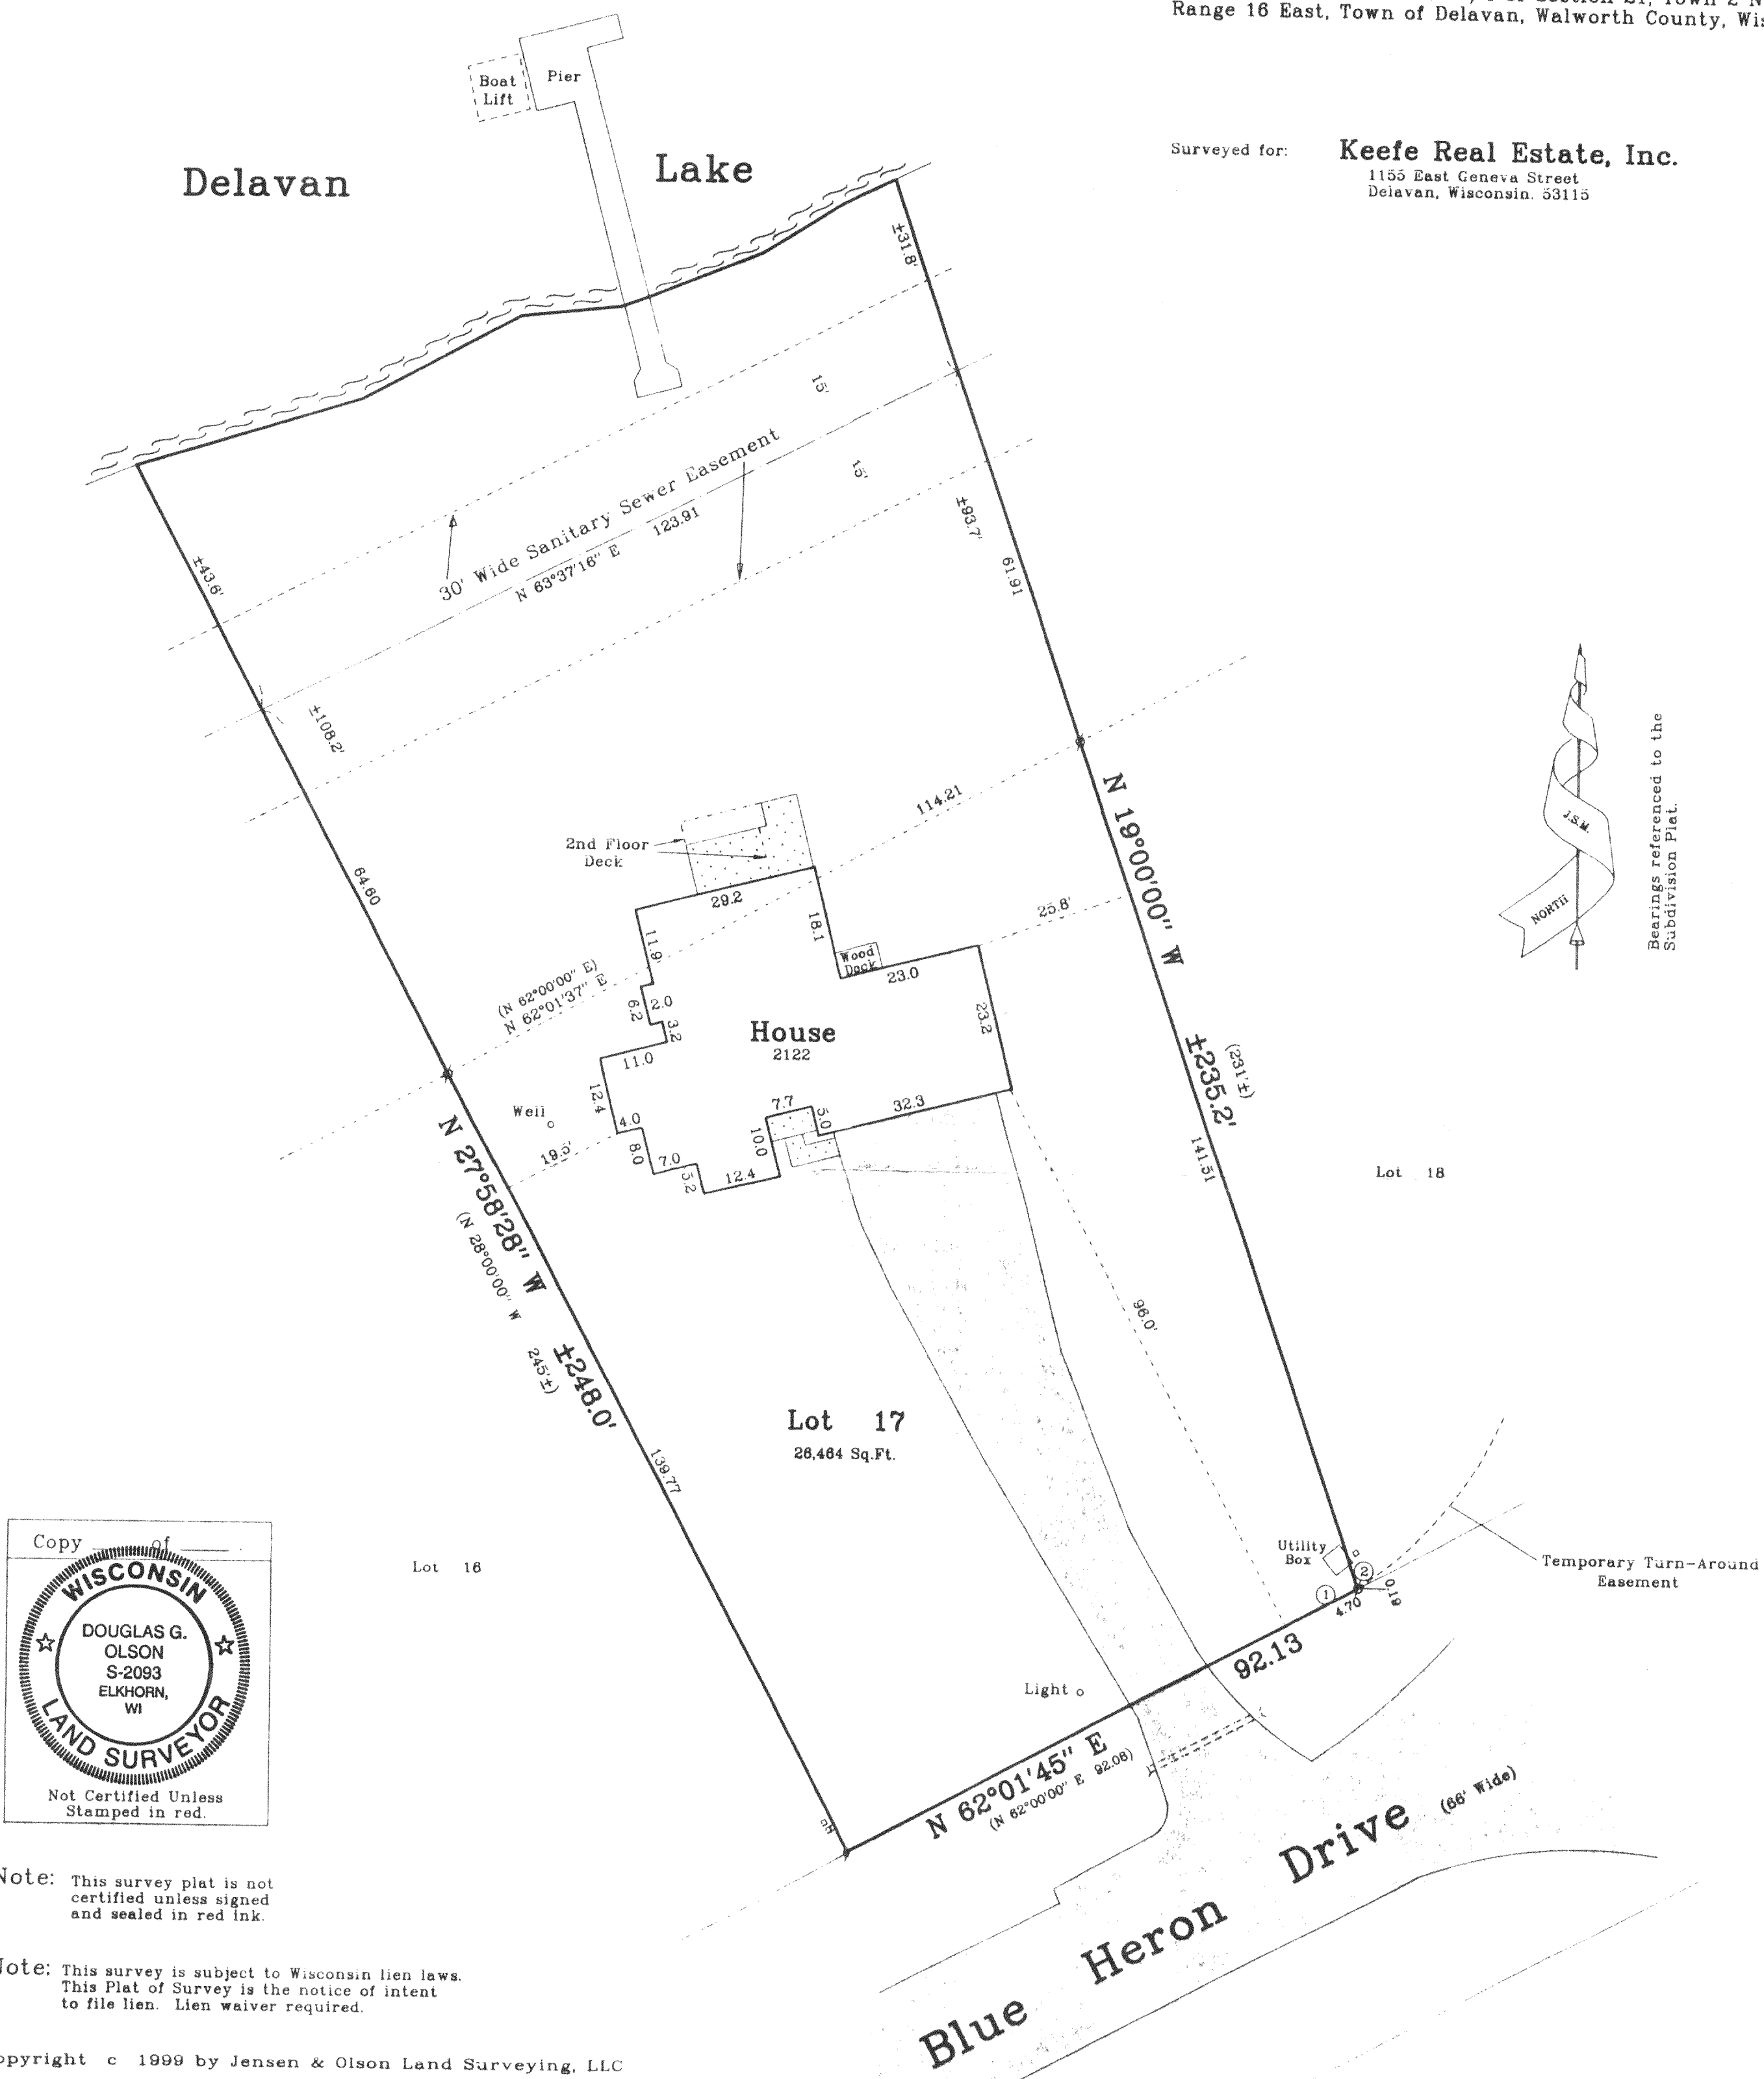 Range 16 East, Town of Delavan, Walworth County, Wis
Surveyed for: Keefe Real Estate, Inc.
1155 East Geneva Street
Delavan, Wisconsin. 53115
Boat
Lift
Pier
Delavan Lake
±31.8'
15'
15'
30' Wide Sanitary Sewer Easement
N 63°37'16" E 123.91
±43.6'
±108.2'
±93.7'
61.91
64.60
114.21
N 19°00'00" W
±235.2'
(231'±)
141.51
2nd Floor
Deck
29.2
18.1
11.9'
Wood
Deck
23.0
25.8'
23.2
(N 62°00'00" E)
N 62°01'37" E
6.2
2.0
3.2
11.0
House
2122
12.4
4.0
8.0
7.0
5.2
12.4
10.0
7.7
5.0
32.3
Well
19.5'
N 27°58'28" W ±248.0'
(N 28°00'00" W 245'±)
139.77
96.0'
J.S.M.
NORTH
Bearings referenced to the
Subdivision Plat.
Lot 18
Lot 17
26,464 Sq.Ft.
Lot 16
Utility
Box
1
2
4.70
0.19
Temporary Turn-Around
Easement
92.13
Light
N 62°01'45" E
(N 62°00'00" E 92.08)
Blue Heron Drive (66' Wide)
Copy of
WISCONSIN
DOUGLAS G.
OLSON
S-2093
ELKHORN,
WI
LAND SURVEYOR
Not Certified Unless
Stamped in red.
Note: This survey plat is not
certified unless signed
and sealed in red ink.
Note: This survey is subject to Wisconsin lien laws.
This Plat of Survey is the notice of intent
to file lien. Lien waiver required.
opyright c 1999 by Jensen & Olson Land Surveying, LLC